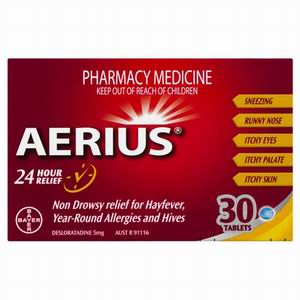 PHARMACY MEDICINE
KEEP OUT OF REACH OF CHILDREN
AERIUS®
24 HOUR
RELIEF
SNEEZING
RUNNY NOSE
ITCHY EYES
ITCHY PALATE
ITCHY SKIN
Non Drowsy relief for Hayfever,
Year-Round Allergies and Hives
DESLORATADINE 5mg AUST R 91116
BAYER
BAYER
30
TABLETS